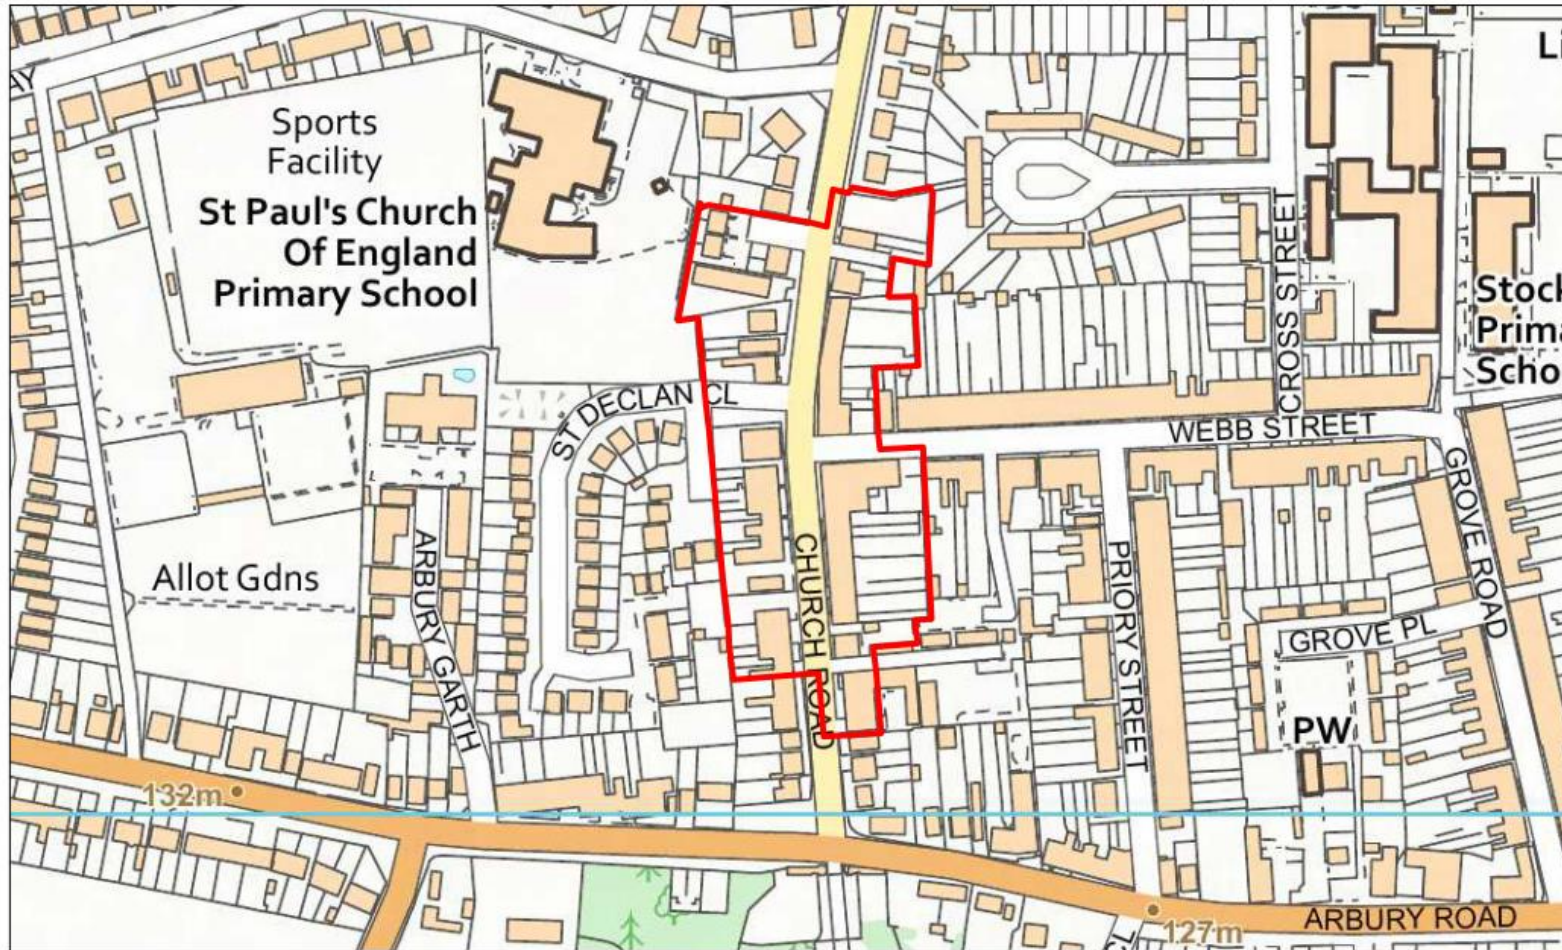 AY
Sports
Facility
St Paul's Church
Of England
Primary School
Allot Gdns
ARBURY GARTH
ST DECLAN CL
CHURCH ROAD
WEBB STREET
CROSS STREET
Stock
Prima
Scho
Li
GROVE ROAD
PRIORY STREET
GROVE PL
PW
132m
127m
ARBURY ROAD